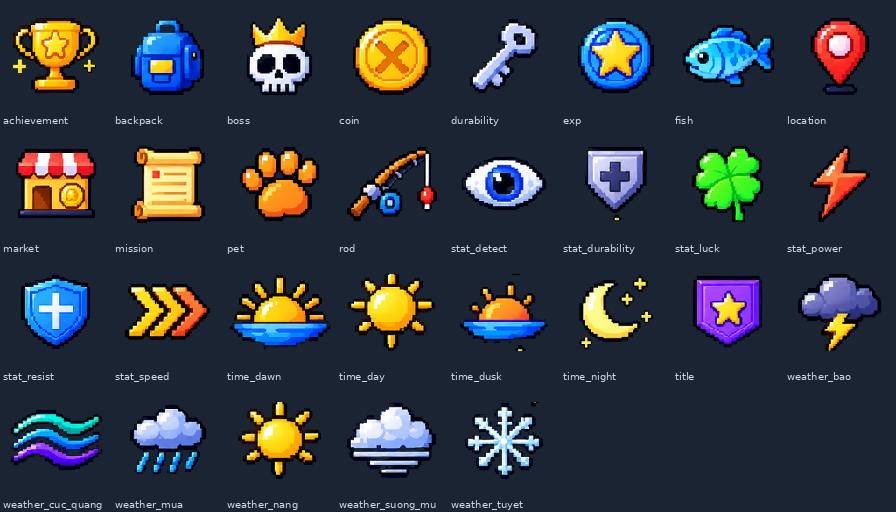 achievement backpack boss coin durability exp fish location
market mission pet rod stat_detect stat_durability stat_luck stat_power
stat_resist stat_speed time_dawn time_day time_dusk time_night title weather_bao
weather_cuc_quang weather_mua weather_nang weather_suong_mu weather_tuyet